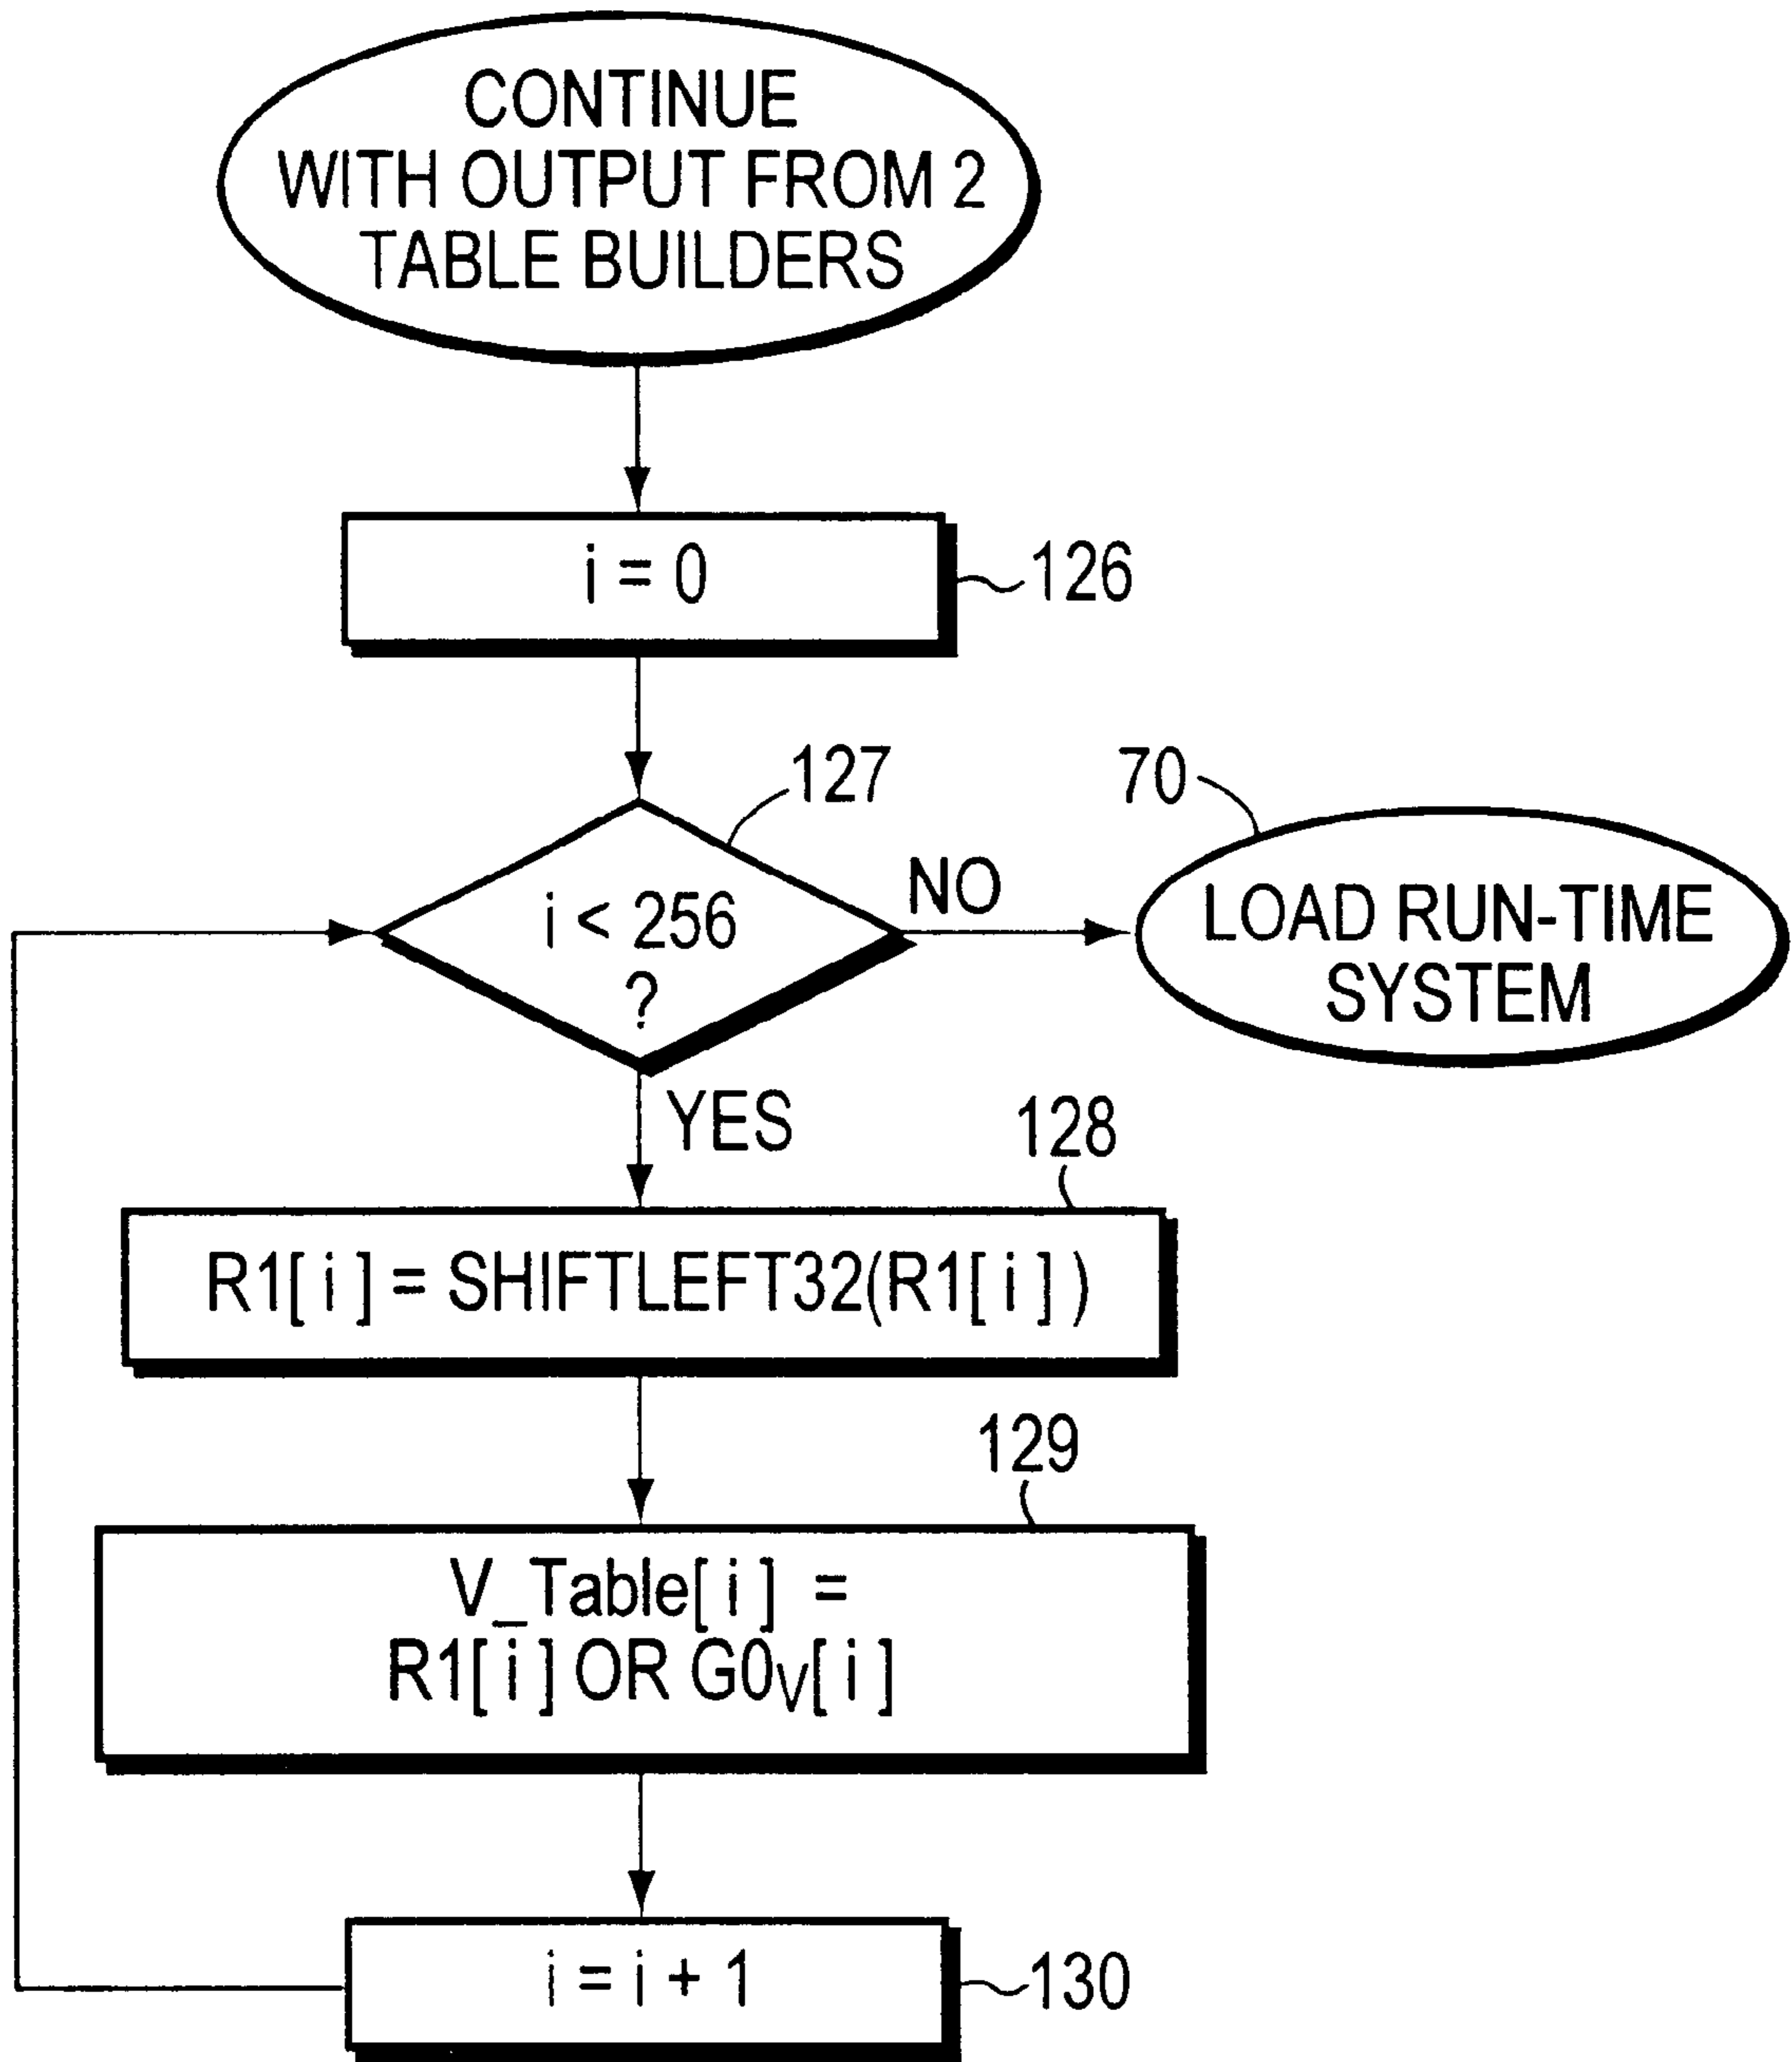 CONTINUE
WITH OUTPUT FROM 2
TABLE BUILDERS
i = 0
126
127
70
i < 256
?
NO
LOAD RUN-TIME
SYSTEM
YES
128
R1[ i ] = SHIFTLEFT32(R1[ i ] )
129
V_Table[ i ] =
R1[ i ] OR G0V[ i ]
i = i + 1
130